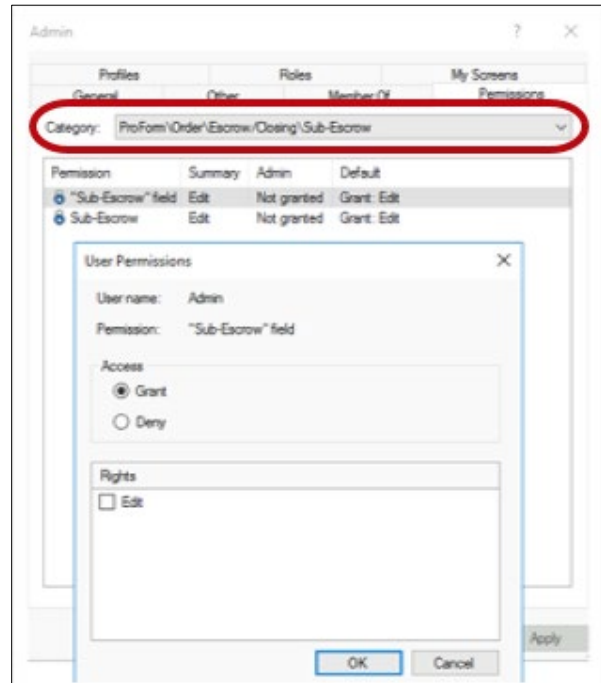 Admin ?
Profiles Roles My Screens
General Other Member Of Permissions
Category: ProForm\Order\Escrow/Closing\Sub-Escrow
Permission Summary Admin Default
"Sub-Escrow" field Edit Not granted Grant: Edit
Sub-Escrow Edit Not granted Grant: Edit
User Permissions
User name: Admin
Permission: "Sub-Escrow" field
Access
Grant
Deny
Rights
Edit
Apply
OK Cancel